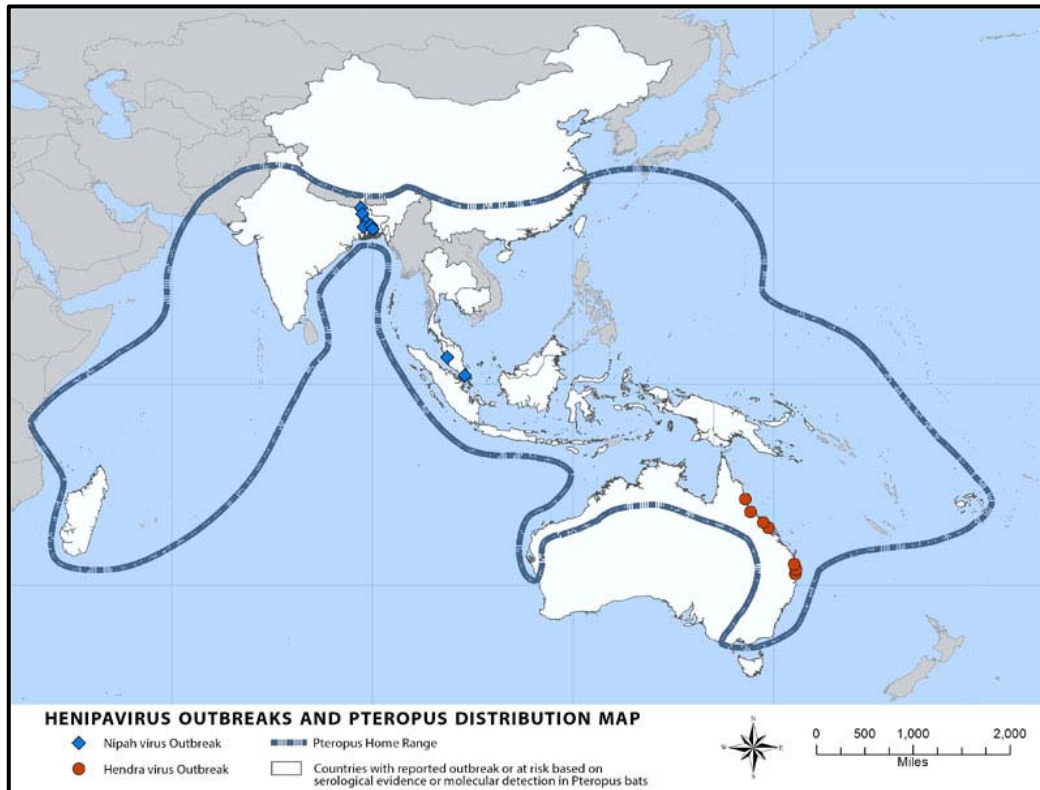 HENIPAVIRUS OUTBREAKS AND PTEROPUS DISTRIBUTION MAP
Nipah virus Outbreak
Pteropus Home Range
Hendra virus Outbreak
Countries with reported outbreak or at risk based on
serological evidence or molecular detection in Pteropus bats
N
W
E
S
0 500 1,000 2,000
Miles